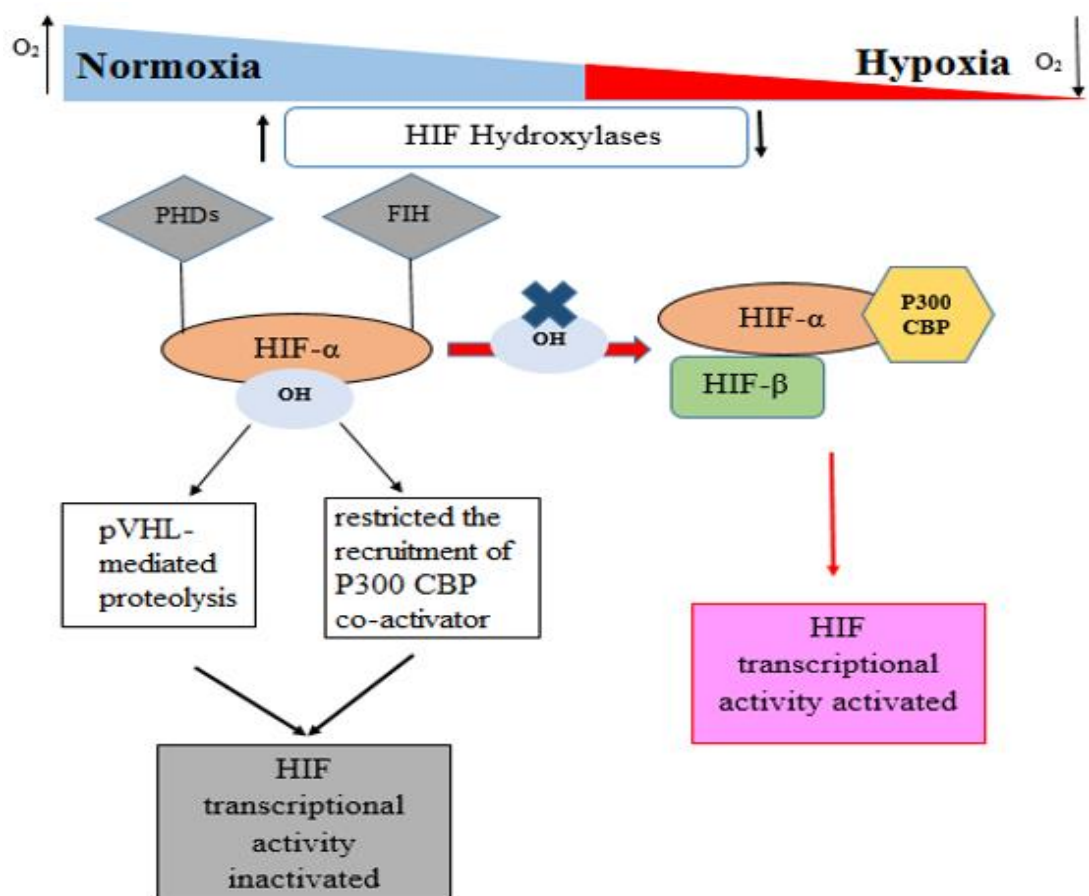 O₂
Normoxia
Hypoxia
O₂
HIF Hydroxylases
PHDs
FIH
HIF-α
OH
OH
HIF-α
P300
CBP
HIF-β
pVHL-
mediated
proteolysis
restricted the
recruitment of
P300 CBP
co-activator
HIF
transcriptional
activity activated
HIF
transcriptional
activity
inactivated